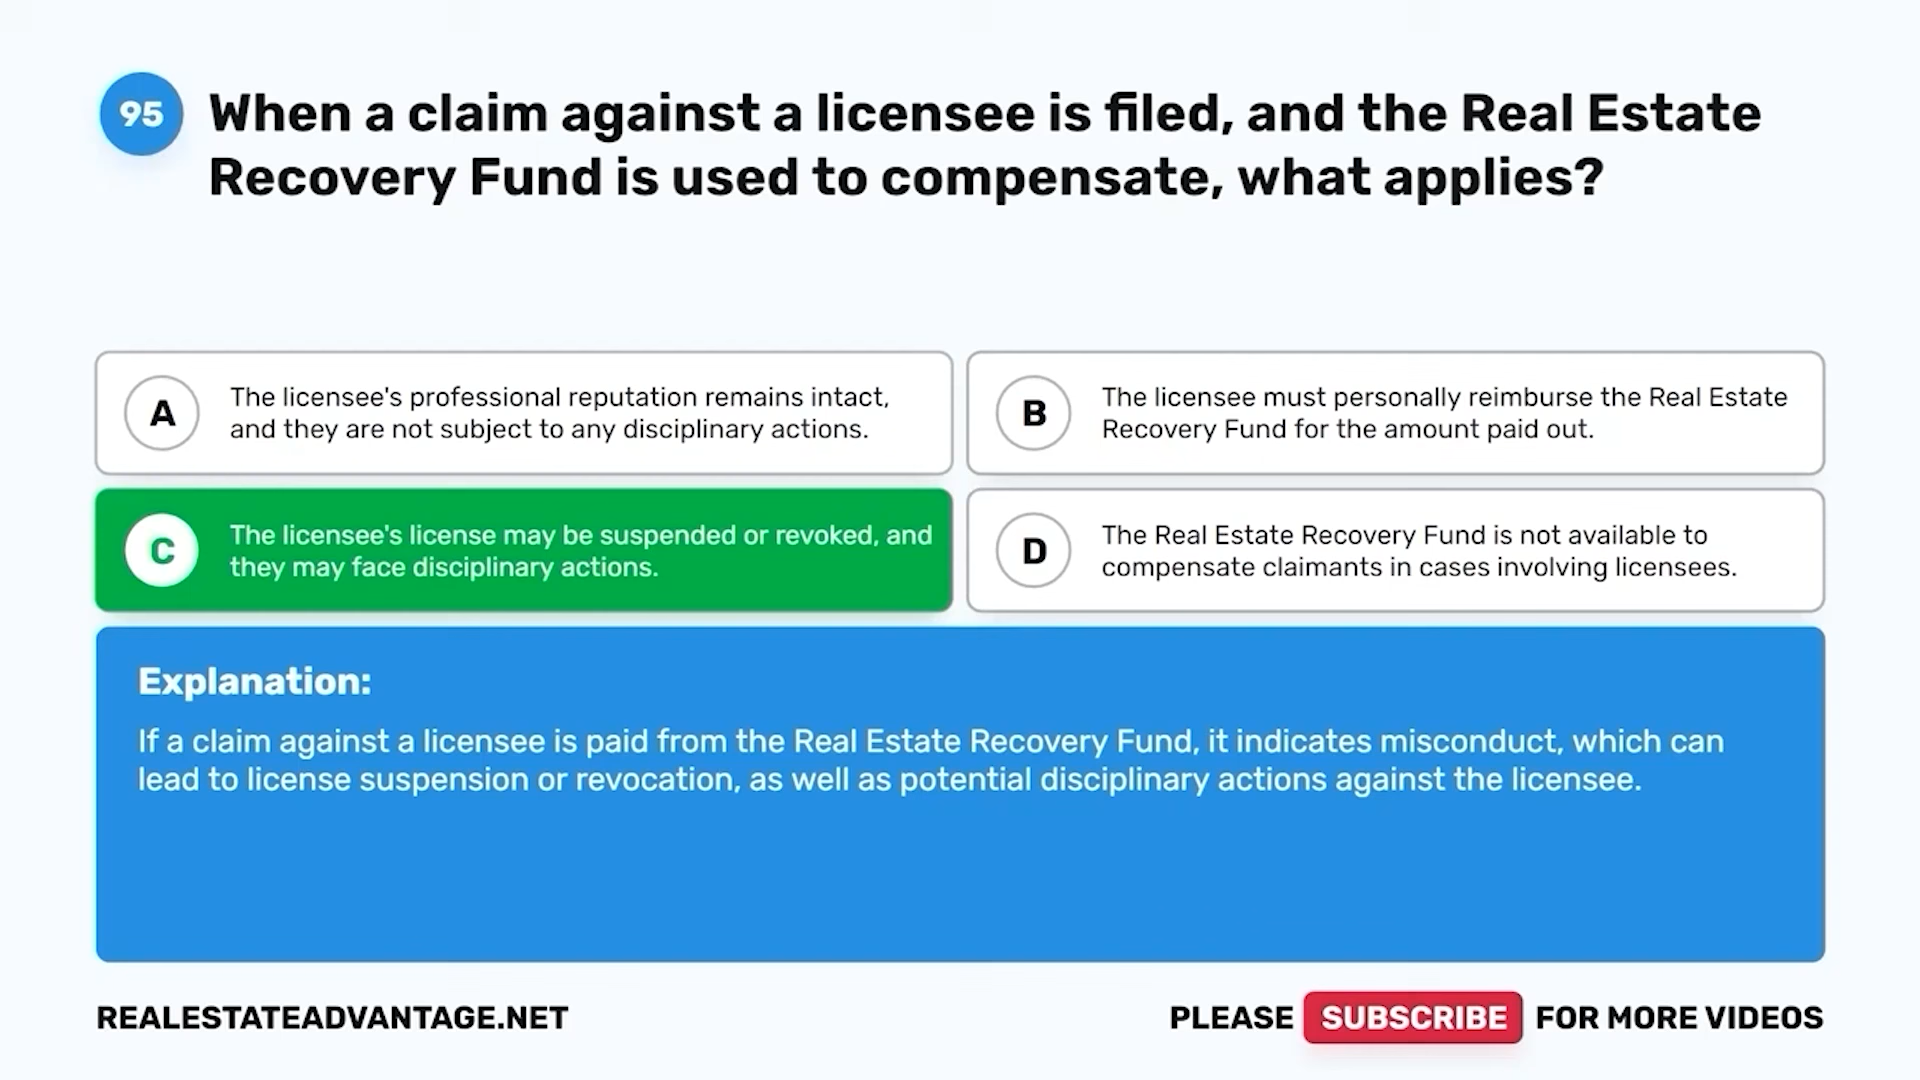 95
When a claim against a licensee is filed, and the Real Estate
Recovery Fund is used to compensate, what applies?
A
The licensee's professional reputation remains intact,
and they are not subject to any disciplinary actions.
B
The licensee must personally reimburse the Real Estate
Recovery Fund for the amount paid out.
C
The licensee's license may be suspended or revoked, and
they may face disciplinary actions.
D
The Real Estate Recovery Fund is not available to
compensate claimants in cases involving licensees.
Explanation:
If a claim against a licensee is paid from the Real Estate Recovery Fund, it indicates misconduct, which can
lead to license suspension or revocation, as well as potential disciplinary actions against the licensee.
REALESTATEADVANTAGE.NET
PLEASE SUBSCRIBE FOR MORE VIDEOS